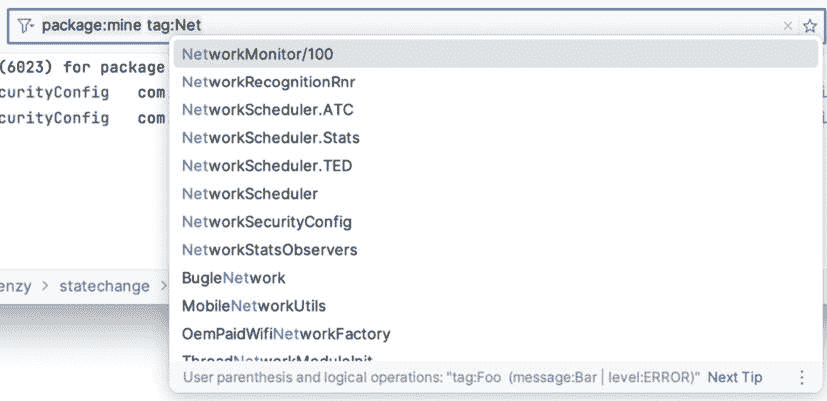 package:mine tag:Net
(6023) for package
NetworkMonitor/100
NetworkRecognitionRnr
curityConfig com.
NetworkScheduler.ATC
curityConfig com.
NetworkScheduler.Stats
NetworkScheduler.TED
NetworkScheduler
NetworkSecurityConfig
NetworkStatsObservers
BugleNetwork
enzy > statechange >
MobileNetworkUtils
OemPaidWifiNetworkFactory
ThreadNetworkModuleInit
User parenthesis and logical operations: "tag:Foo (message:Bar | level:ERROR)" Next Tip